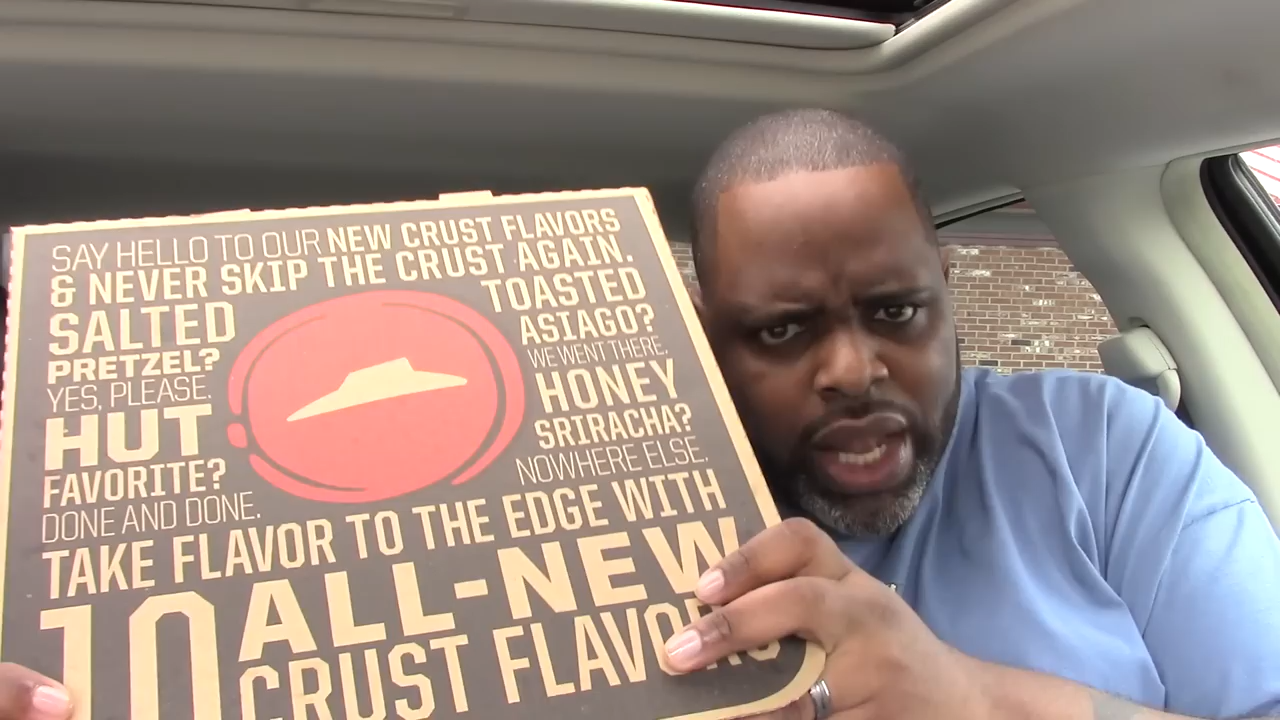 SAY HELLO TO OUR NEW CRUST FLAVORS
& NEVER SKIP THE CRUST AGAIN.
SALTED
PRETZEL?
YES, PLEASE.
HUT
FAVORITE?
DONE AND DONE.
TOASTED
ASIAGO?
WE WENT THERE.
HONEY
SRIRACHA?
NOWHERE ELSE.
TAKE FLAVOR TO THE EDGE WITH
10 ALL-NEW
CRUST FLAVORS